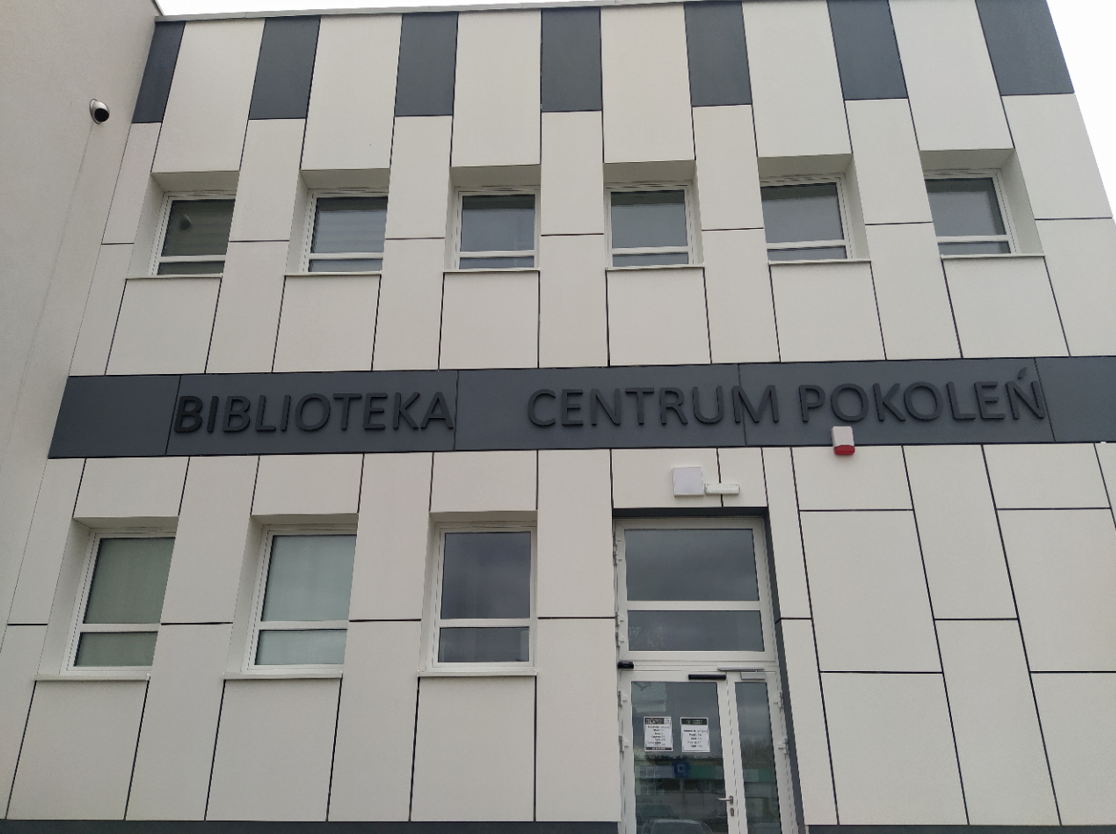 BIBLIOTEKA CENTRUM POKOLEŃ